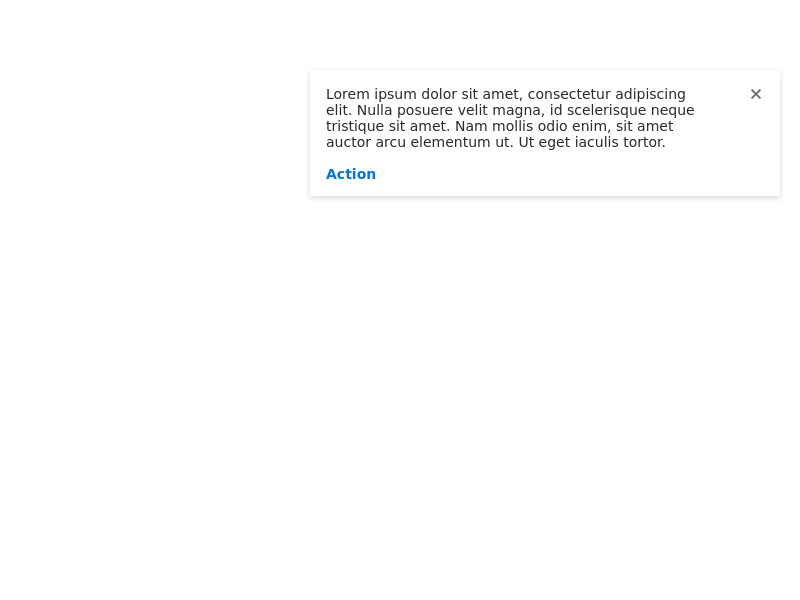 Lorem ipsum dolor sit amet, consectetur adipiscing
elit. Nulla posuere velit magna, id scelerisque neque
tristique sit amet. Nam mollis odio enim, sit amet
auctor arcu elementum ut. Ut eget iaculis tortor.
Action